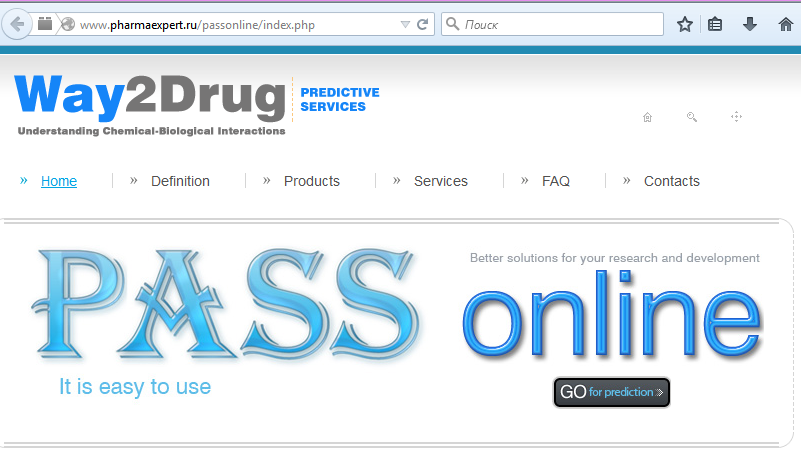 www.pharmaexpert.ru/passonline/index.php
Поиск
Way2Drug
PREDICTIVE
SERVICES
Understanding Chemical-Biological Interactions
» Home
» Definition
» Products
» Services
» FAQ
» Contacts
PASS
It is easy to use
Better solutions for your research and development
online
GO for prediction »